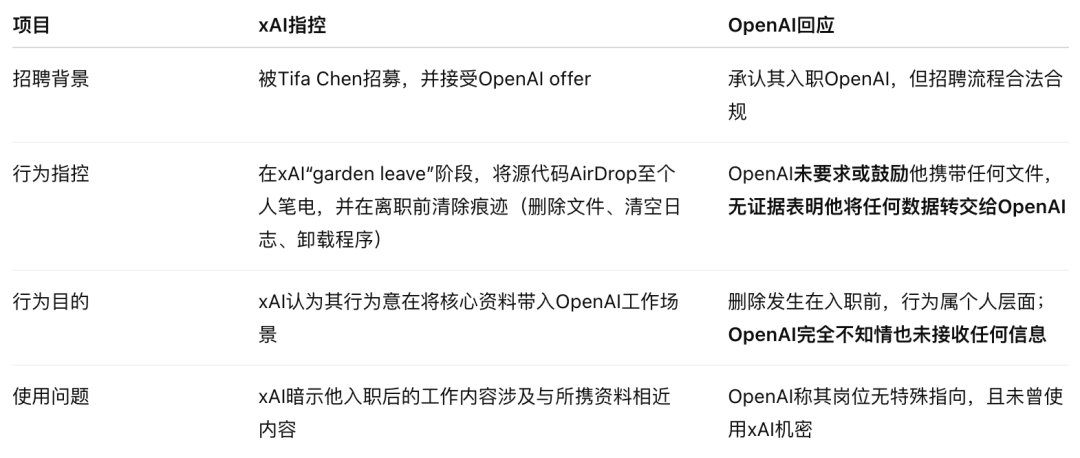 项目 xAI指控 OpenAI回应
招聘背景 被Tifa Chen招募，并接受OpenAI offer 承认其入职OpenAI，但招聘流程合法合
规
行为指控 在xAI“garden leave”阶段，将源代码AirDrop至个 OpenAI未要求或鼓励他携带任何文件，
人笔电，并在离职前清除痕迹（删除文件、清空日 无证据表明他将任何数据转交给OpenAI
志、卸载程序）
行为目的 xAI认为其行为意在将核心资料带入OpenAI工作场 删除发生在入职前，行为属个人层面；
景 OpenAI完全不知情也未接收任何信息
使用问题 xAI暗示他入职后的工作内容涉及与所携资料相近 OpenAI称其岗位无特殊指向，且未曾使
内容 用xAI机密